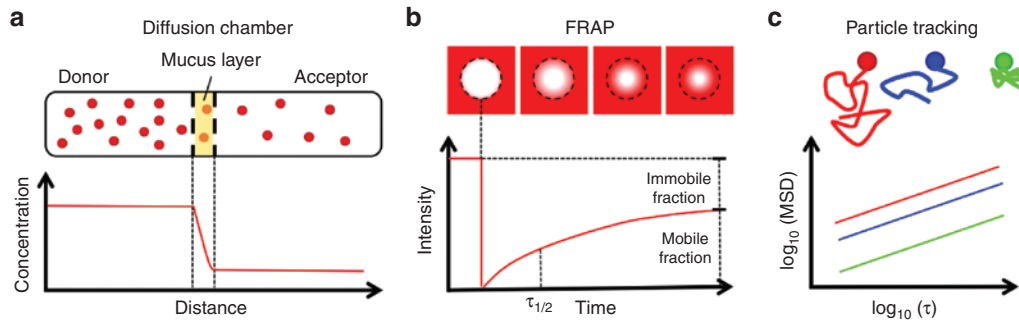 a
Diffusion chamber
Mucus layer
Donor
Acceptor
Concentration
Distance
b
FRAP
Intensity
Immobile
fraction
Mobile
fraction
τ1/2
Time
c
Particle tracking
log10 (MSD)
log10 (τ)